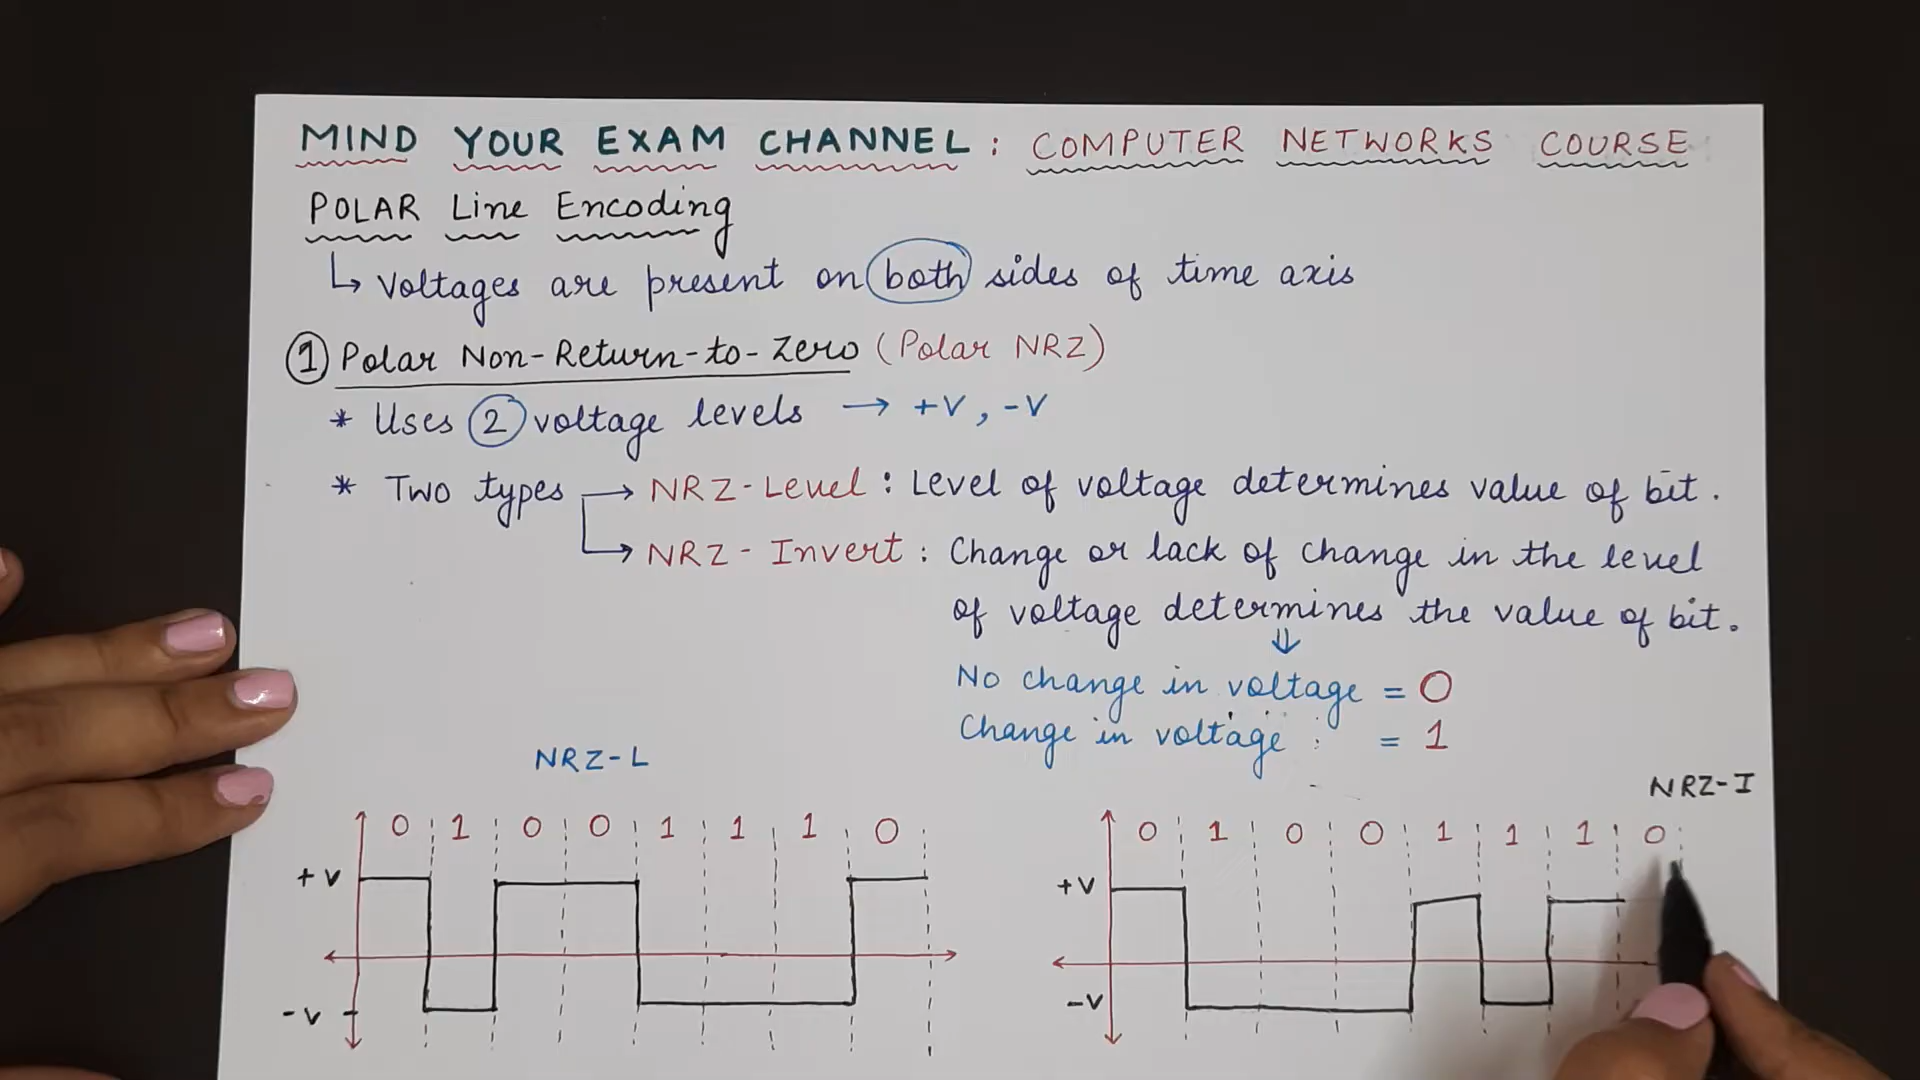 MIND YOUR EXAM CHANNEL : COMPUTER NETWORKS COURSE
POLAR Line Encoding
↳ Voltages are present on both sides of time axis
① Polar Non-Return-to-Zero (Polar NRZ)
* Uses 2 voltage levels → +V, -V
* Two types → NRZ-Level : Level of voltage determines value of bit.
→ NRZ-Invert : Change or lack of change in the level
of voltage determines the value of bit.
⇓
No change in voltage = 0
Change in voltage : = 1
NRZ-L
NRZ-I
0 1 0 0 1 1 1 0
0 1 0 0 1 1 1 0
+V
+V
-V
-V